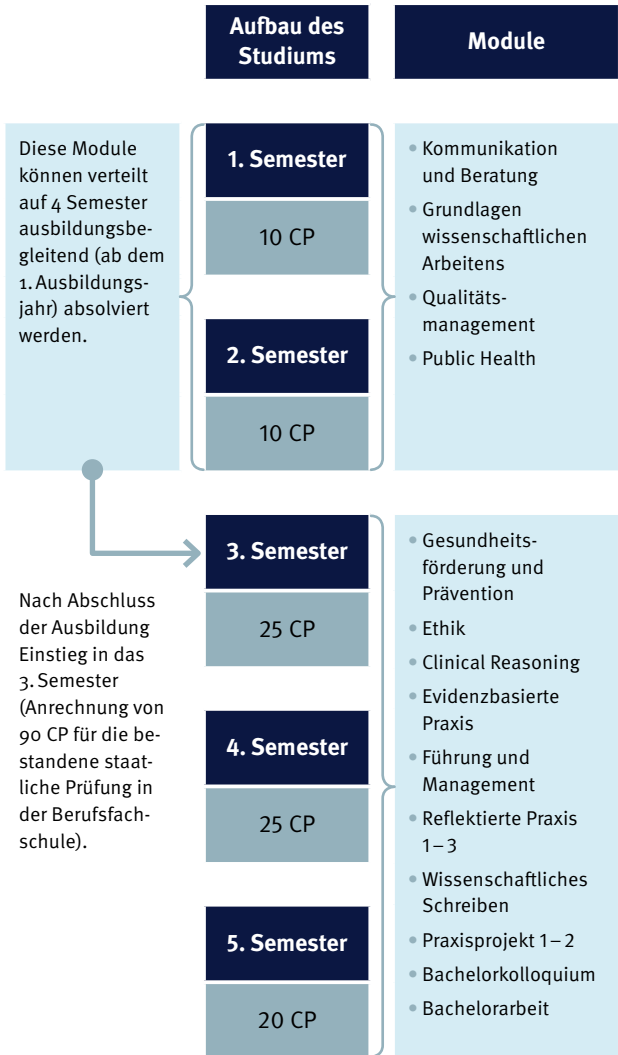 Aufbau des
Studiums
Module
Diese Module
können verteilt
auf 4 Semester
ausbildungsbe-
gleitend (ab dem
1. Ausbildungs-
jahr) absolviert
werden.
1. Semester
10 CP
2. Semester
10 CP
• Kommunikation
und Beratung
• Grundlagen
wissenschaftlichen
Arbeitens
• Qualitäts-
management
• Public Health
Nach Abschluss
der Ausbildung
Einstieg in das
3. Semester
(Anrechnung von
90 CP für die be-
standene staat-
liche Prüfung in
der Berufsfach-
schule).
3. Semester
25 CP
4. Semester
25 CP
5. Semester
20 CP
• Gesundheits-
förderung und
Prävention
• Ethik
• Clinical Reasoning
• Evidenzbasierte
Praxis
• Führung und
Management
• Reflektierte Praxis
1–3
• Wissenschaftliches
Schreiben
• Praxisprojekt 1–2
• Bachelorkolloquium
• Bachelorarbeit